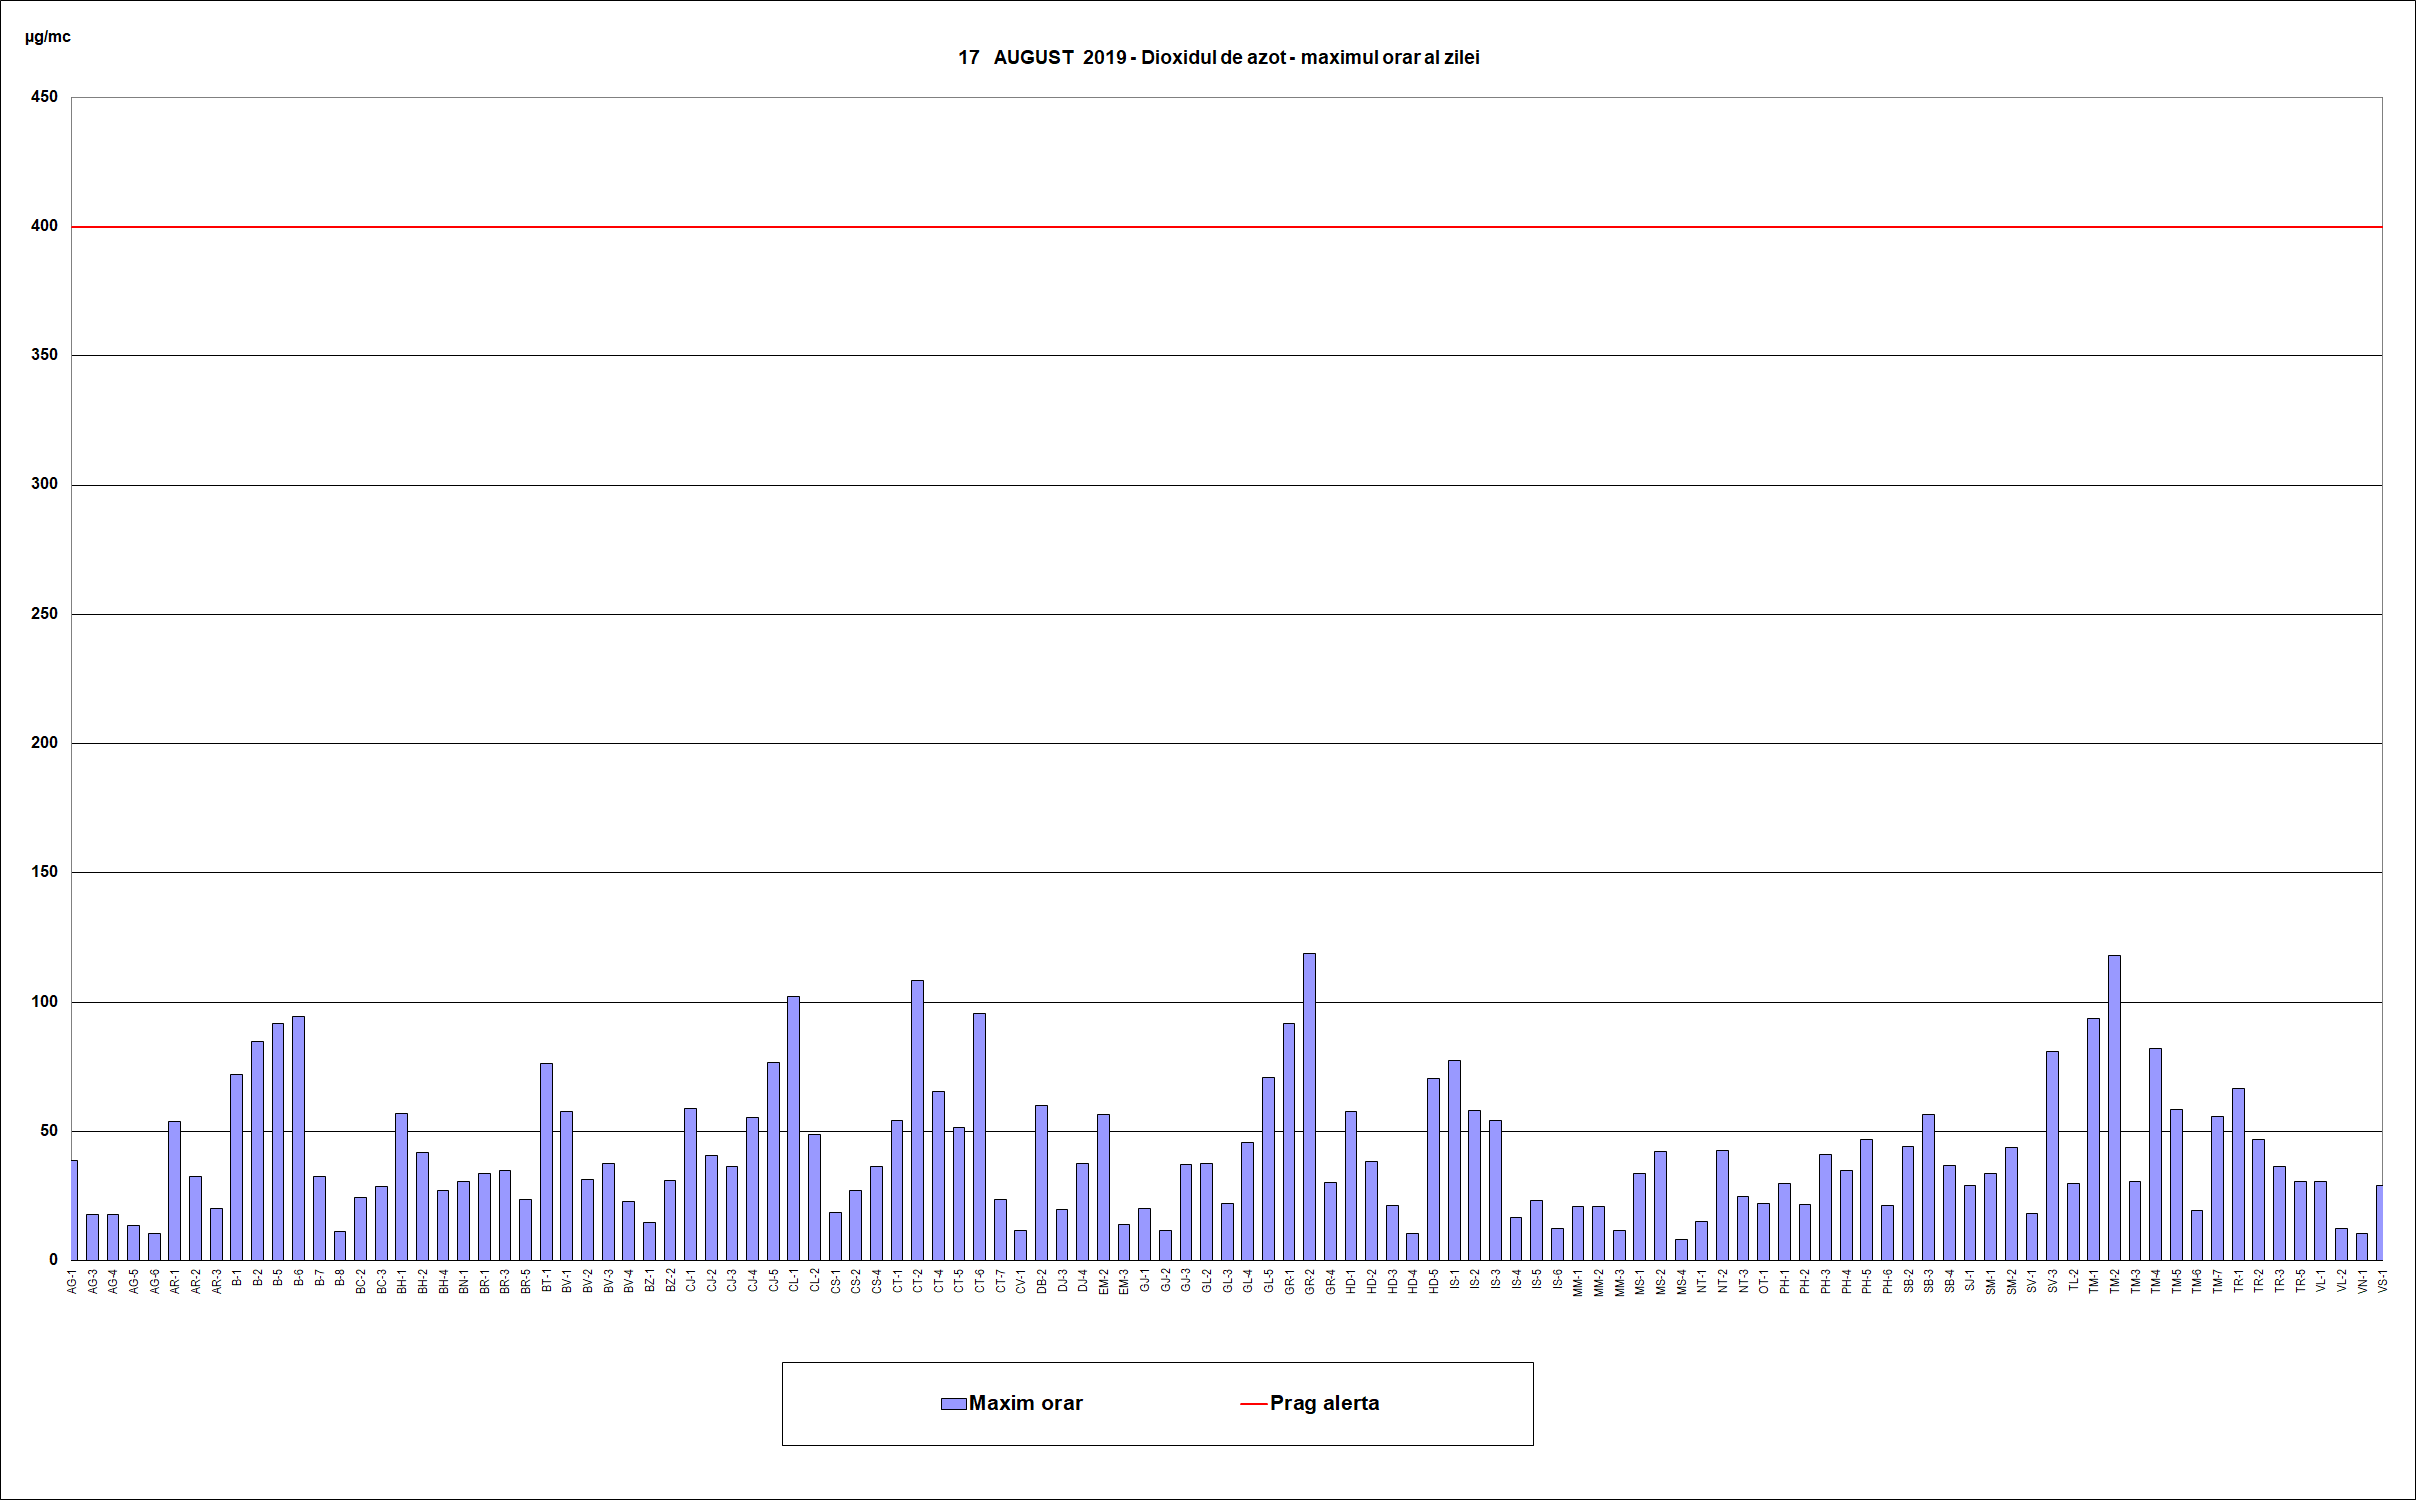 µg/mc
17 AUGUST 2019 - Dioxidul de azot - maximul orar al zilei
450
400
350
300
250
200
150
100
50
0
AG-1 AG-3 AG-4 AG-5 AG-6 AR-1 AR-2 AR-3 B-1 B-2 B-5 B-6 B-7 B-8 BC-2 BC-3 BH-1 BH-2 BH-4 BN-1 BR-1 BR-3 BR-5 BT-1 BV-1 BV-2 BV-3 BV-4 BZ-1 BZ-2 CJ-1 CJ-2 CJ-3 CJ-4 CJ-5 CL-1 CL-2 CS-1 CS-2 CS-4 CT-1 CT-2 CT-4 CT-5 CT-6 CT-7 CV-1 DB-2 DJ-3 DJ-4 EM-2 EM-3 GJ-1 GJ-2 GJ-3 GL-2 GL-3 GL-4 GL-5 GR-1 GR-2 GR-4 HD-1 HD-2 HD-3 HD-4 HD-5 IS-1 IS-2 IS-3 IS-4 IS-5 IS-6 MM-1 MM-2 MM-3 MS-1 MS-2 MS-4 NT-1 NT-2 NT-3 OT-1 PH-1 PH-2 PH-3 PH-4 PH-5 PH-6 SB-2 SB-3 SB-4 SJ-1 SM-1 SM-2 SV-1 SV-3 TL-2 TM-1 TM-2 TM-3 TM-4 TM-5 TM-6 TM-7 TR-1 TR-2 TR-3 TR-5 VL-1 VL-2 VN-1 VS-1
Maxim orar Prag alerta